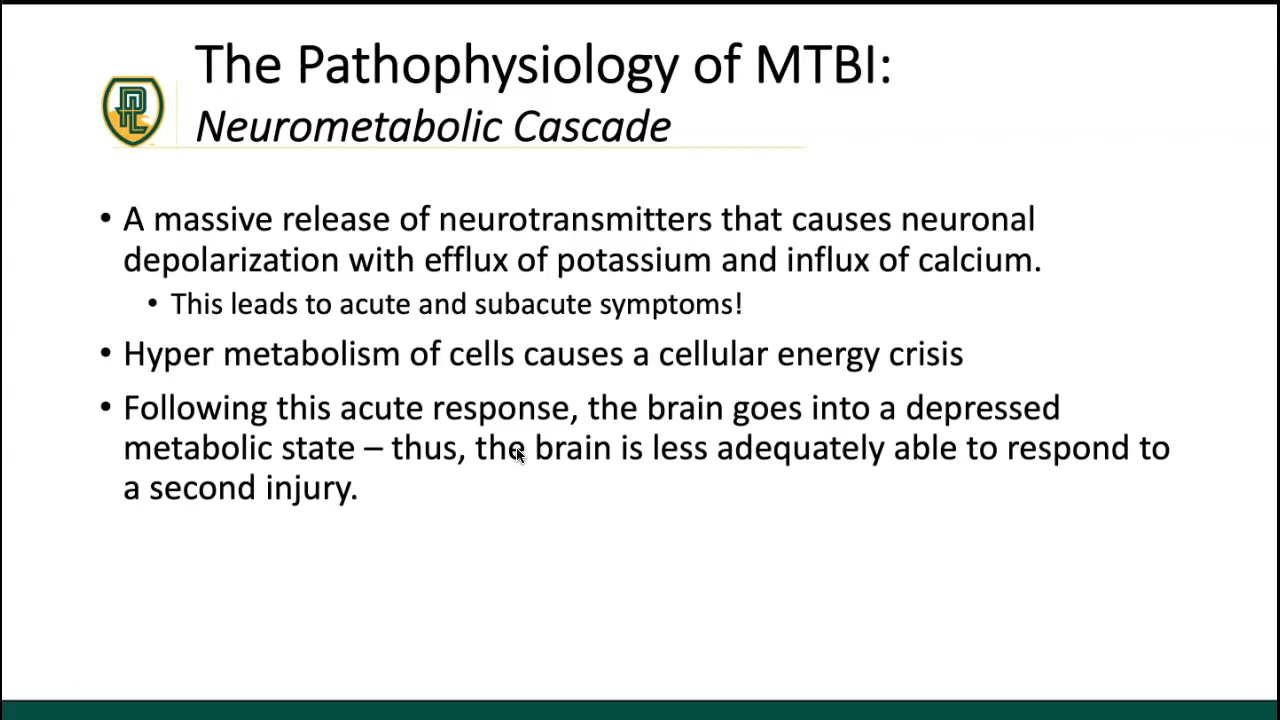 The Pathophysiology of MTBI:
Neurometabolic Cascade
• A massive release of neurotransmitters that causes neuronal
depolarization with efflux of potassium and influx of calcium.
• This leads to acute and subacute symptoms!
• Hyper metabolism of cells causes a cellular energy crisis
• Following this acute response, the brain goes into a depressed
metabolic state – thus, the brain is less adequately able to respond to
a second injury.